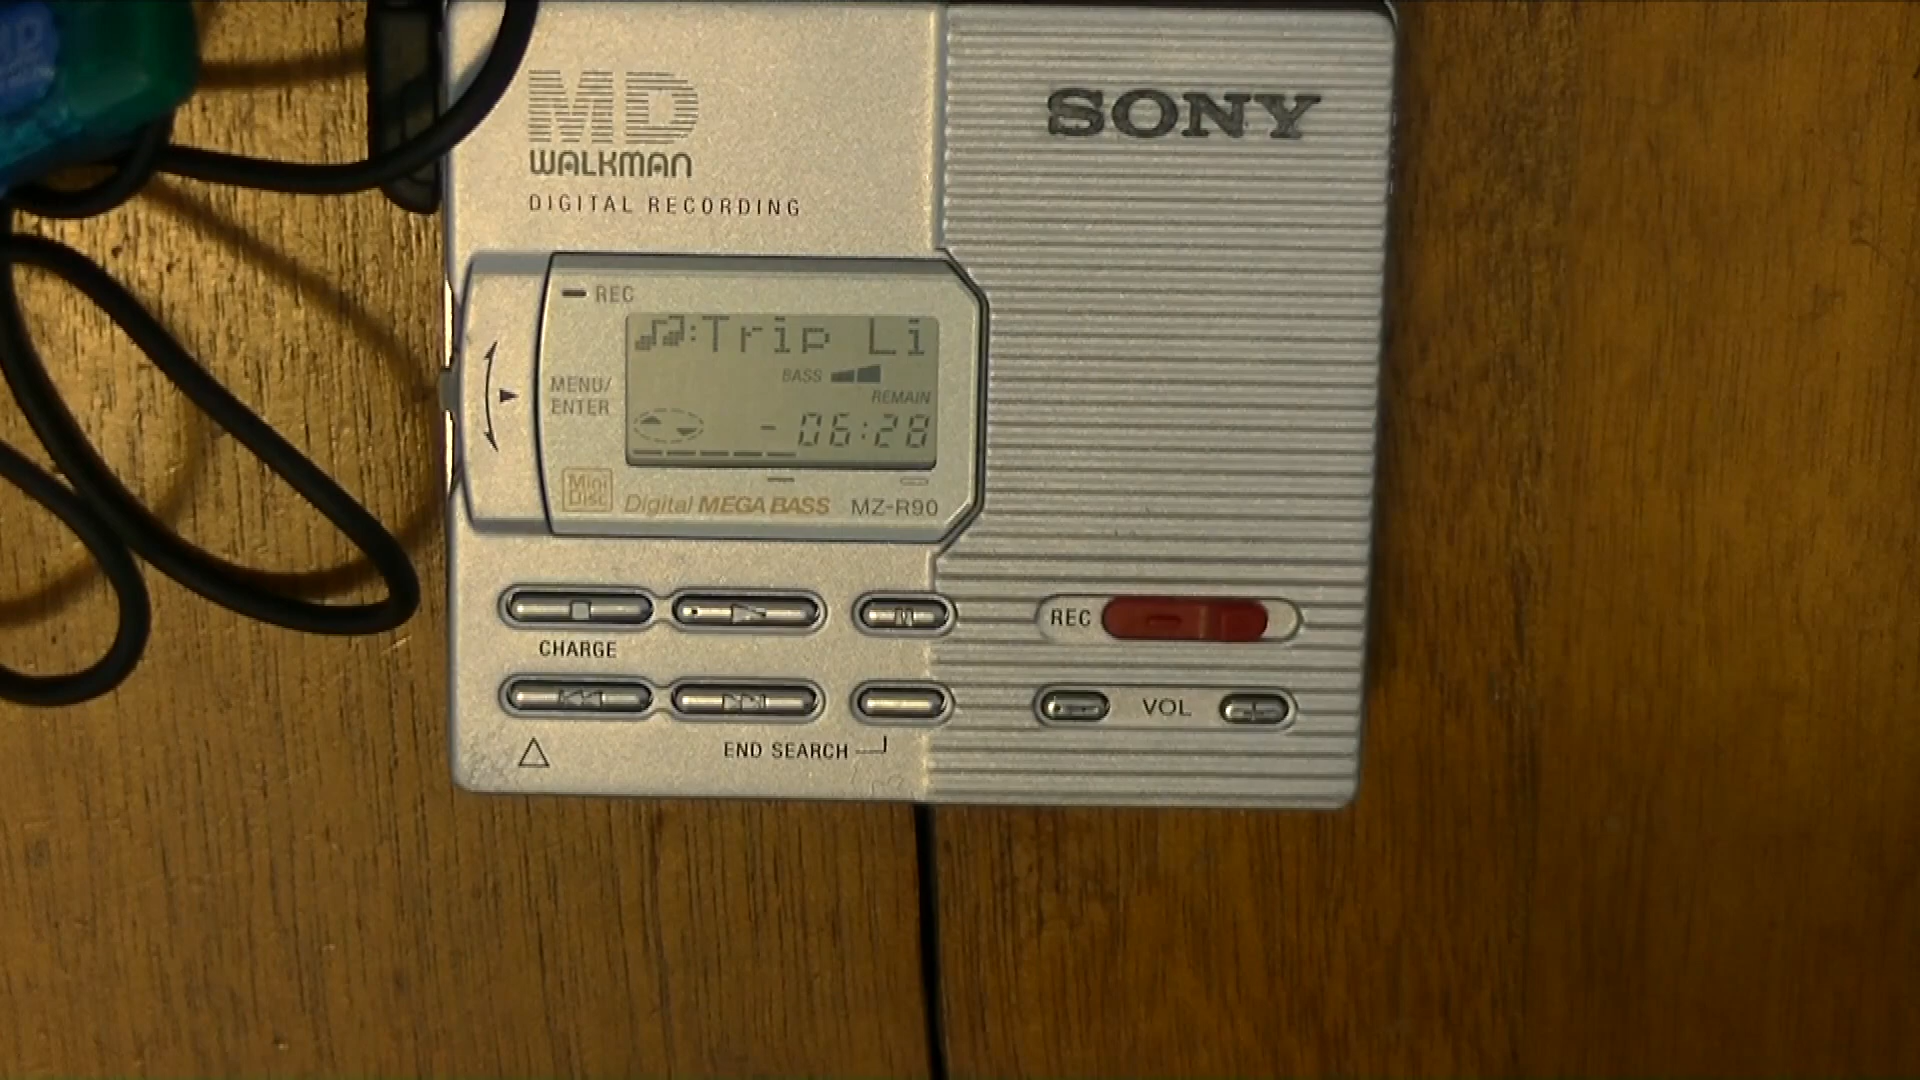 MD
WALKMAN
DIGITAL RECORDING
SONY
REC
:Trip Li
MENU/
ENTER
BASS
REMAIN
-06:28
Mini
Disc
Digital MEGA BASS
MZ-R90
CHARGE
REC
VOL
END SEARCH